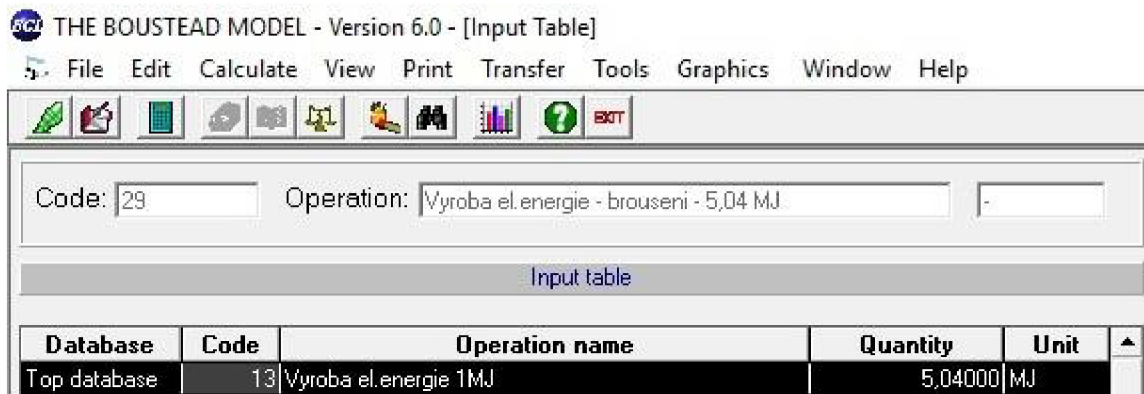 BCL THE BOUSTEAD MODEL - Version 6.0 - [Input Table]
File Edit Calculate View Print Transfer Tools Graphics Window Help
? EXIT
Code: 29 Operation: Vyroba el.energie - brouseni - 5,04 MJ -
Input table
Database Code Operation name Quantity Unit
Top database 13 Vyroba el.energie 1MJ 5,04000 MJ